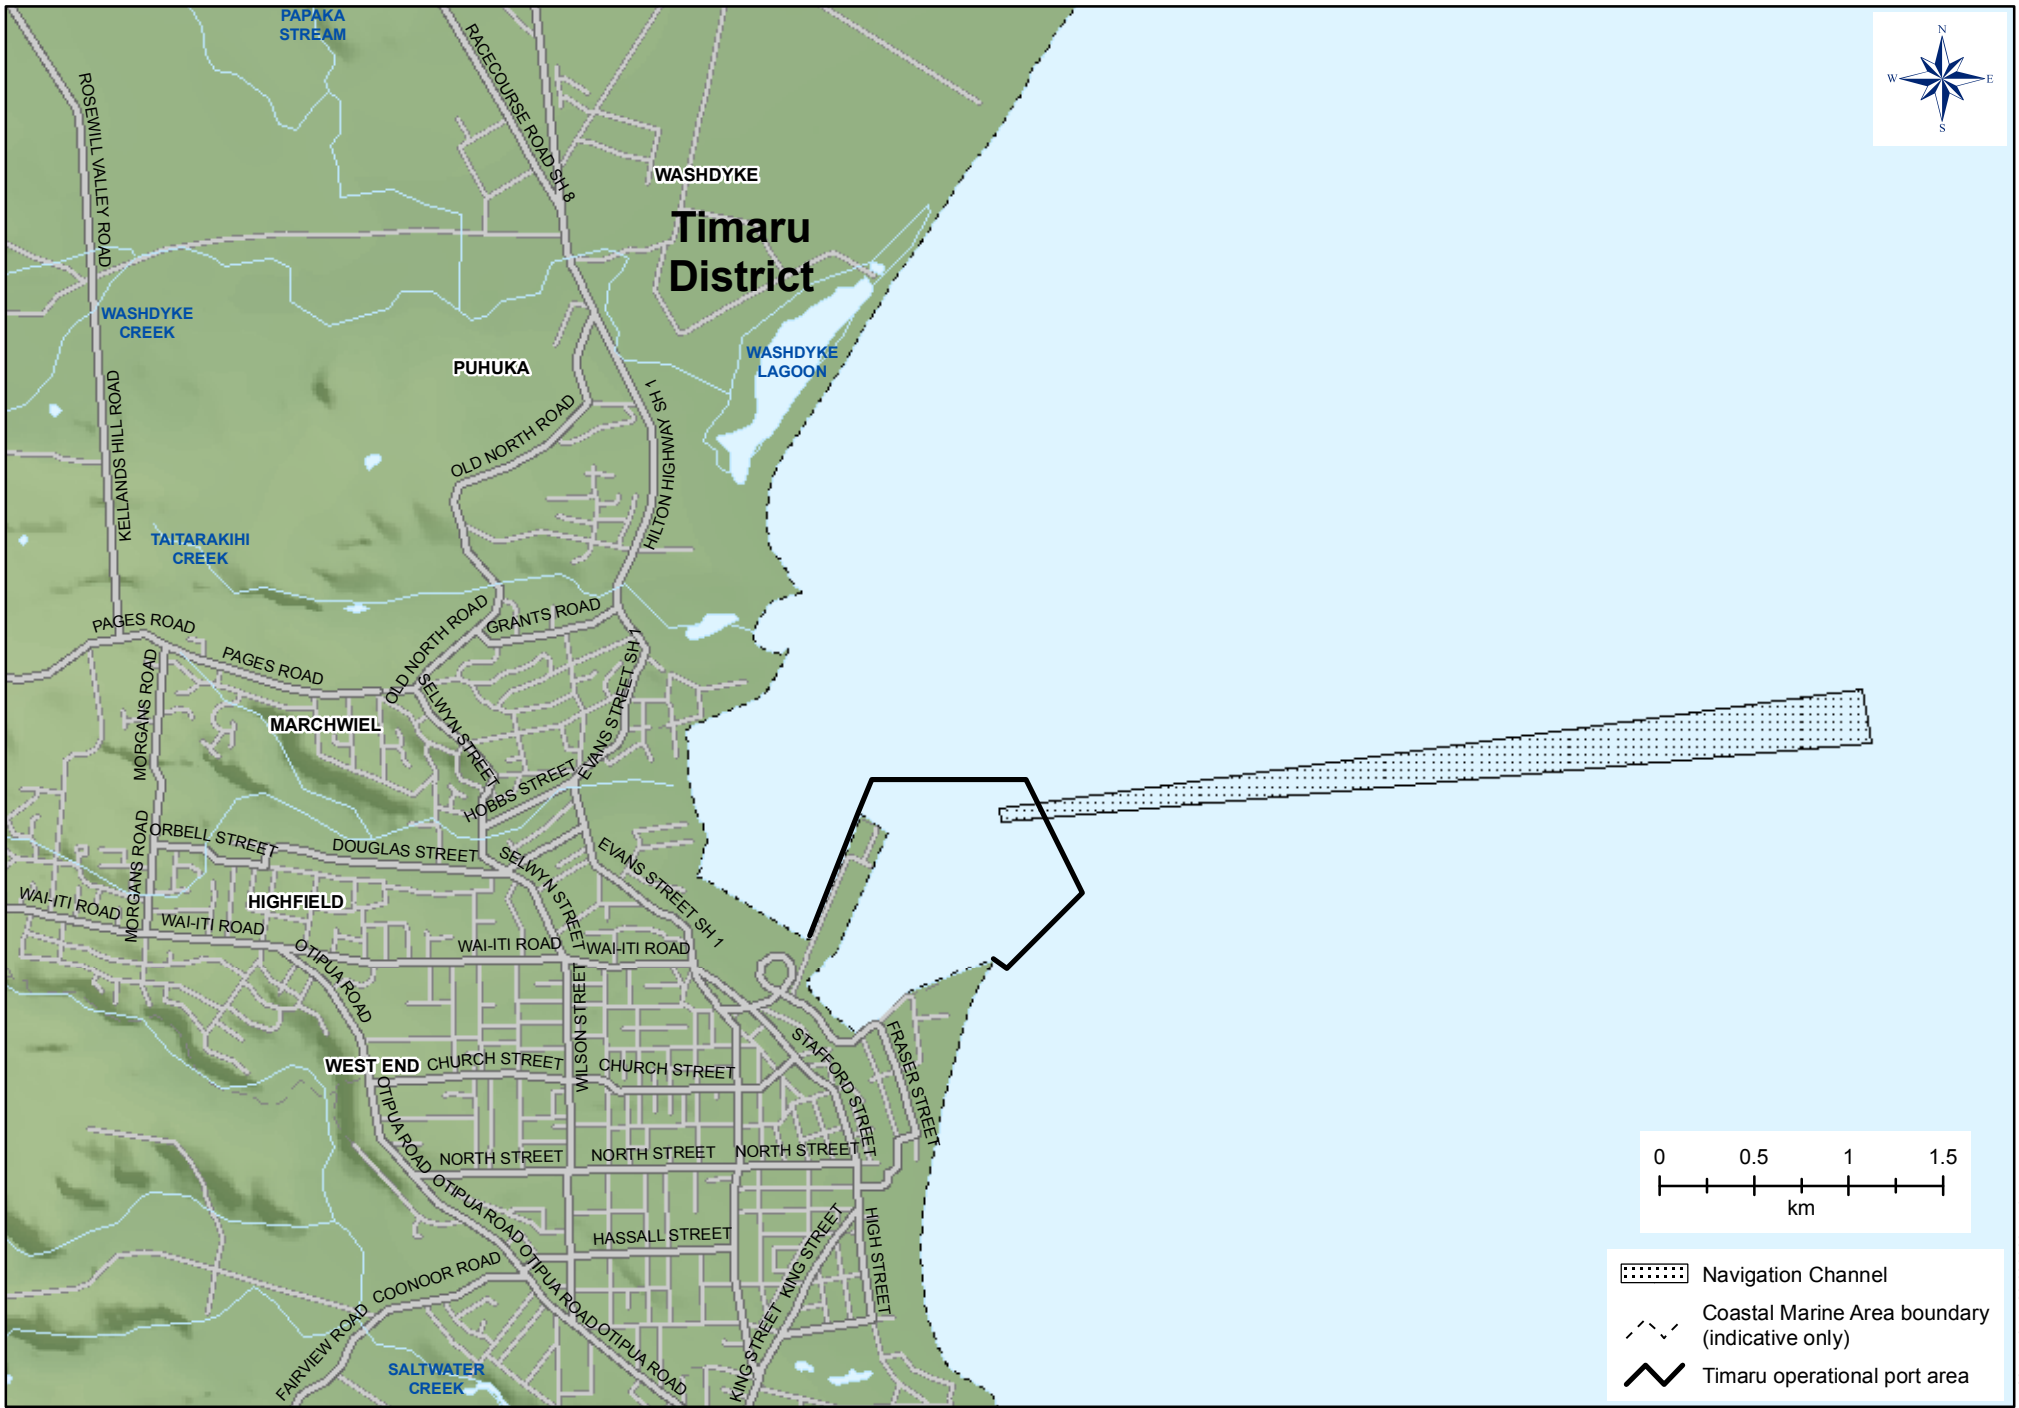 PAPAKA
STREAM
N
W
E
S
RACECOURSE ROAD SH 8
ROSEWILL VALLEY ROAD
WASHDYKE
Timaru
District
WASHDYKE
CREEK
WASHDYKE
LAGOON
PUHUKA
KELLANDS HILL ROAD
OLD NORTH ROAD
HILTON HIGHWAY SH 1
TAITARAKIHI
CREEK
PAGES ROAD
OLD NORTH ROAD
GRANTS ROAD
PAGES ROAD
MORGANS ROAD
SELWYN STREET
EVANS STREET SH 1
MARCHWIEL
HOBBS STREET
ORBELL STREET
DOUGLAS STREET
MORGANS ROAD
SELWYN STREET
EVANS STREET SH 1
HIGHFIELD
WAI-ITI ROAD
WAI-ITI ROAD
WAI-ITI ROAD
WAI-ITI ROAD
OTIPUA ROAD
WILSON STREET
STAFFORD STREET
FRASER STREET
WEST END
CHURCH STREET
CHURCH STREET
OTIPUA ROAD
NORTH STREET
NORTH STREET
NORTH STREET
OTIPUA ROAD
HASSALL STREET
KING STREET
HIGH STREET
COONOOR ROAD
OTIPUA ROAD
FAIRVIEW ROAD
OTIPUA ROAD
KING STREET
SALTWATER
CREEK
0 0.5 1 1.5
km
Navigation Channel
Coastal Marine Area boundary
(indicative only)
Timaru operational port area